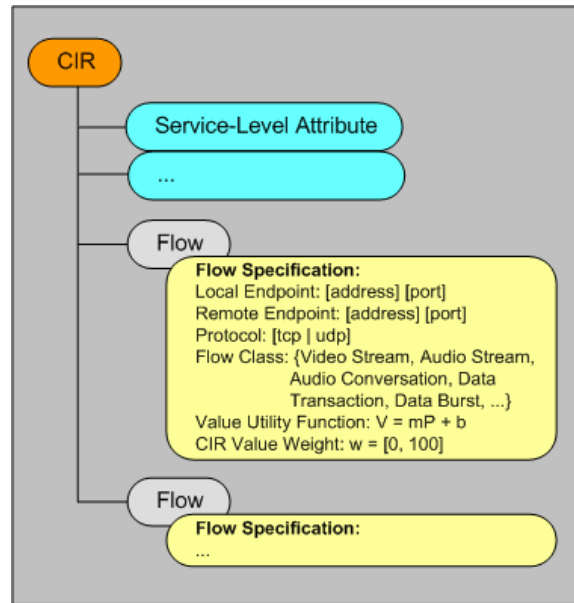 CIR
Service-Level Attribute
...
Flow
Flow Specification:
Local Endpoint: [address] [port]
Remote Endpoint: [address] [port]
Protocol: [tcp | udp]
Flow Class: {Video Stream, Audio Stream,
Audio Conversation, Data
Transaction, Data Burst, ...}
Value Utility Function: V = mP + b
CIR Value Weight: w = [0, 100]
Flow
Flow Specification:
...